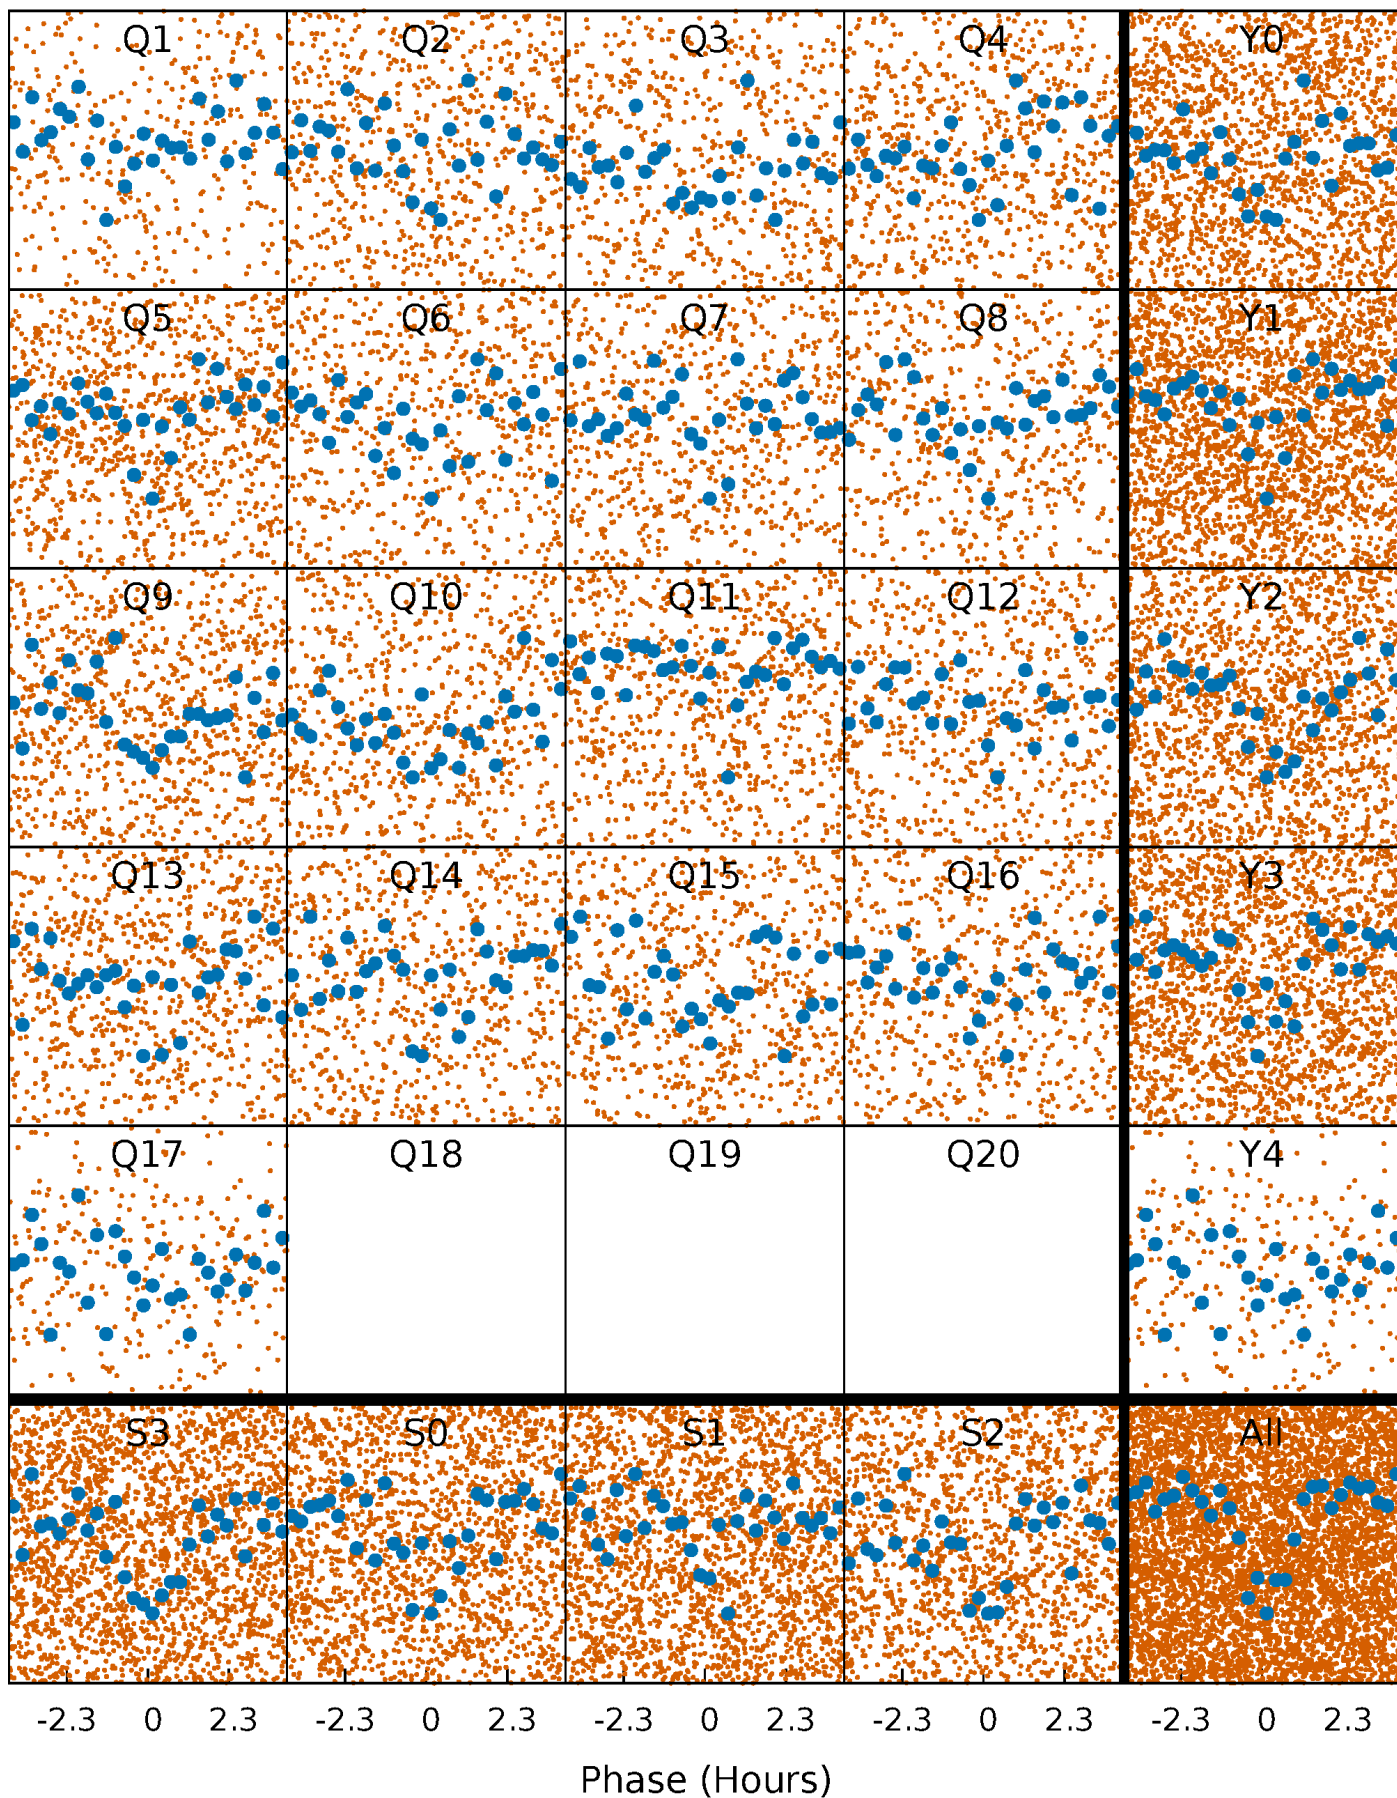 Q1 Q2 Q3 Q4 Y0
Q5 Q6 Q7 Q8 Y1
Q9 Q10 Q11 Q12 Y2
Q13 Q14 Q15 Q16 Y3
Q17 Q18 Q19 Q20 Y4
S3 S0 S1 S2 All
-2.3 0 2.3 -2.3 0 2.3 -2.3 0 2.3 -2.3 0 2.3 -2.3 0 2.3
Phase (Hours)